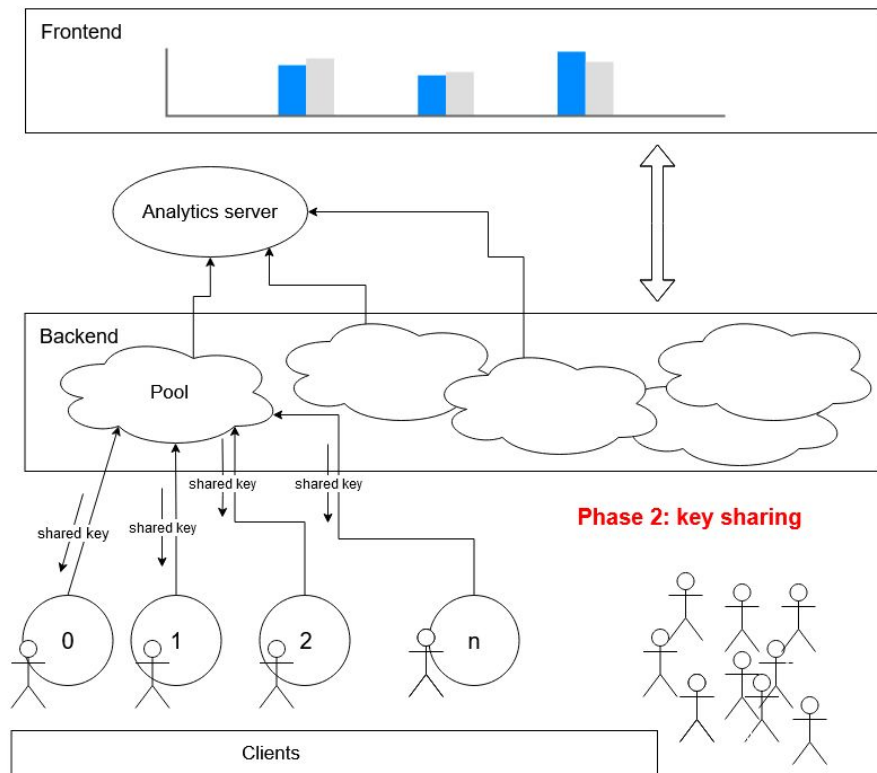 Frontend
Analytics server
Backend
Pool
shared key
shared key
shared key
shared key
Phase 2: key sharing
0
1
2
n
Clients